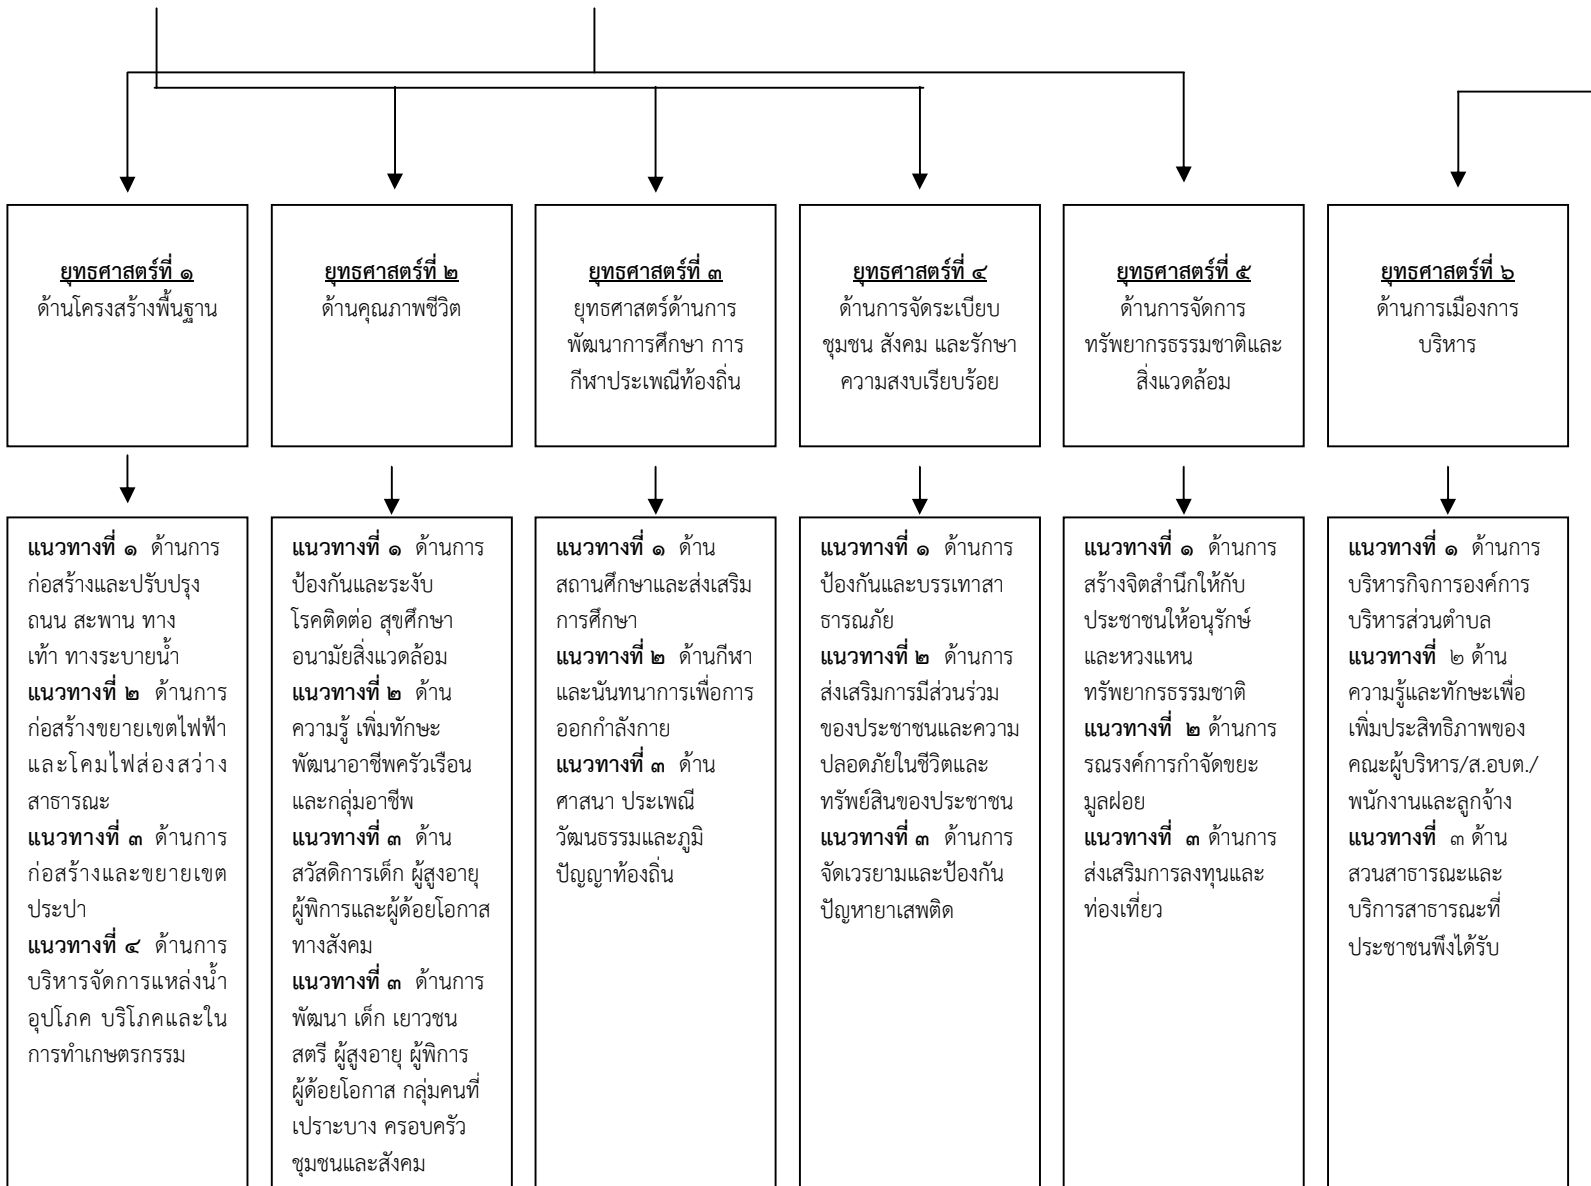 ยุทธศาสตร์ที่ ๑
ด้านโครงสร้างพื้นฐาน
ยุทธศาสตร์ที่ ๒
ด้านคุณภาพชีวิต
ยุทธศาสตร์ที่ ๓
ยุทธศาสตร์ด้านการ
พัฒนาการศึกษา การ
กีฬาประเพณีท้องถิ่น
ยุทธศาสตร์ที่ ๔
ด้านการจัดระเบียบ
ชุมชน สังคม และรักษา
ความสงบเรียบร้อย
ยุทธศาสตร์ที่ ๕
ด้านการจัดการ
ทรัพยากรธรรมชาติและ
สิ่งแวดล้อม
ยุทธศาสตร์ที่ ๖
ด้านการเมืองการ
บริหาร
แนวทางที่ ๑ ด้านการ
ก่อสร้างและปรับปรุง
ถนน สะพาน ทาง
เท้า ทางระบายน้ำ
แนวทางที่ ๒ ด้านการ
ก่อสร้างขยายเขตไฟฟ้า
และโคมไฟส่องสว่าง
สาธารณะ
แนวทางที่ ๓ ด้านการ
ก่อสร้างและขยายเขต
ประปา
แนวทางที่ ๔ ด้านการ
บริหารจัดการแหล่งน้ำ
อุปโภค บริโภคและใน
การทำเกษตรกรรม
แนวทางที่ ๑ ด้านการ
ป้องกันและระงับ
โรคติดต่อ สุขศึกษา
อนามัยสิ่งแวดล้อม
แนวทางที่ ๒ ด้าน
ความรู้ เพิ่มทักษะ
พัฒนาอาชีพครัวเรือน
และกลุ่มอาชีพ
แนวทางที่ ๓ ด้าน
สวัสดิการเด็ก ผู้สูงอายุ
ผู้พิการและผู้ด้อยโอกาส
ทางสังคม
แนวทางที่ ๓ ด้านการ
พัฒนา เด็ก เยาวชน
สตรี ผู้สูงอายุ ผู้พิการ
ผู้ด้อยโอกาส กลุ่มคนที่
เปราะบาง ครอบครัว
ชุมชนและสังคม
แนวทางที่ ๑ ด้าน
สถานศึกษาและส่งเสริม
การศึกษา
แนวทางที่ ๒ ด้านกีฬา
และนันทนาการเพื่อการ
ออกกำลังกาย
แนวทางที่ ๓ ด้าน
ศาสนา ประเพณี
วัฒนธรรมและภูมิ
ปัญญาท้องถิ่น
แนวทางที่ ๑ ด้านการ
ป้องกันและบรรเทาสา
ธารณภัย
แนวทางที่ ๒ ด้านการ
ส่งเสริมการมีส่วนร่วม
ของประชาชนและความ
ปลอดภัยในชีวิตและ
ทรัพย์สินของประชาชน
แนวทางที่ ๓ ด้านการ
จัดเวรยามและป้องกัน
ปัญหายาเสพติด
แนวทางที่ ๑ ด้านการ
สร้างจิตสำนึกให้กับ
ประชาชนให้อนุรักษ์
และหวงแหน
ทรัพยากรธรรมชาติ
แนวทางที่ ๒ ด้านการ
รณรงค์การกำจัดขยะ
มูลฝอย
แนวทางที่ ๓ ด้านการ
ส่งเสริมการลงทุนและ
ท่องเที่ยว
แนวทางที่ ๑ ด้านการ
บริหารกิจการองค์การ
บริหารส่วนตำบล
แนวทางที่ ๒ ด้าน
ความรู้และทักษะเพื่อ
เพิ่มประสิทธิภาพของ
คณะผู้บริหาร/ส.อบต./
พนักงานและลูกจ้าง
แนวทางที่ ๓ ด้าน
สวนสาธารณะและ
บริการสาธารณะที่
ประชาชนพึงได้รับ